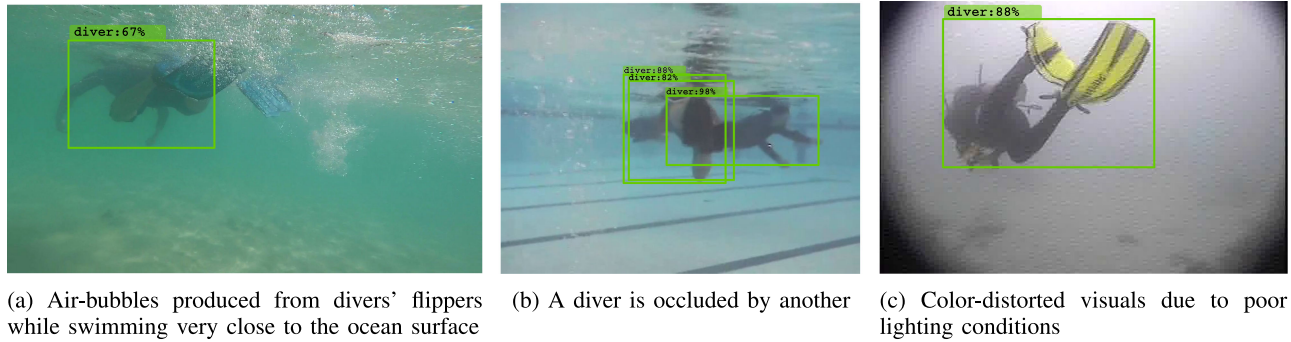 diver:67%
diver:88%
diver:82%
diver:98%
diver:88%
(a) Air-bubbles produced from divers' flippers
while swimming very close to the ocean surface
(b) A diver is occluded by another
(c) Color-distorted visuals due to poor
lighting conditions